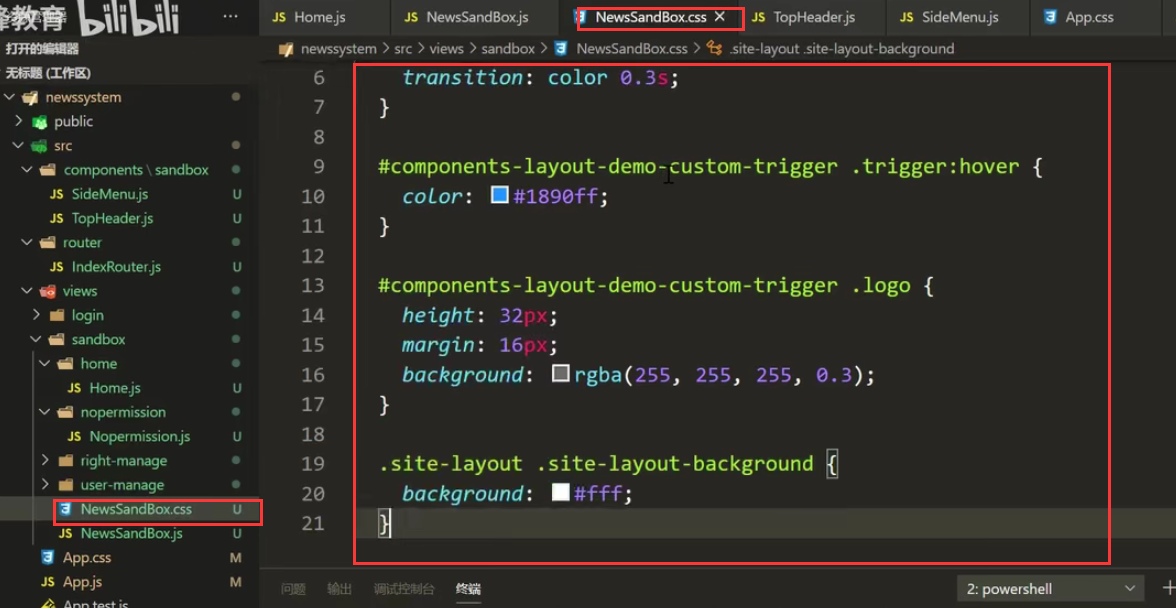 教育 bilibili
...
JS Home.js
JS NewsSandBox.js
NewsSandBox.css ×
JS TopHeader.js
JS SideMenu.js
App.css
打开的编辑器
newssystem > src > views > sandbox > NewsSandBox.css > .site-layout .site-layout-background
无标题 (工作区)
newssystem
public
src
components \ sandbox
JS SideMenu.js U
JS TopHeader.js U
router
JS IndexRouter.js U
views
login
sandbox
home
JS Home.js U
nopermission
JS Nopermission.js U
right-manage
user-manage
NewsSandBox.css U
JS NewsSandBox.js U
App.css M
JS App.js M
App.test.js
6 transition: color 0.3s;
7 }
8
9 #components-layout-demo-custom-trigger .trigger:hover {
10 color: #1890ff;
11 }
12
13 #components-layout-demo-custom-trigger .logo {
14 height: 32px;
15 margin: 16px;
16 background: rgba(255, 255, 255, 0.3);
17 }
18
19 .site-layout .site-layout-background {
20 background: #fff;
21 }
问题 输出 调试控制台 终端
2: powershell